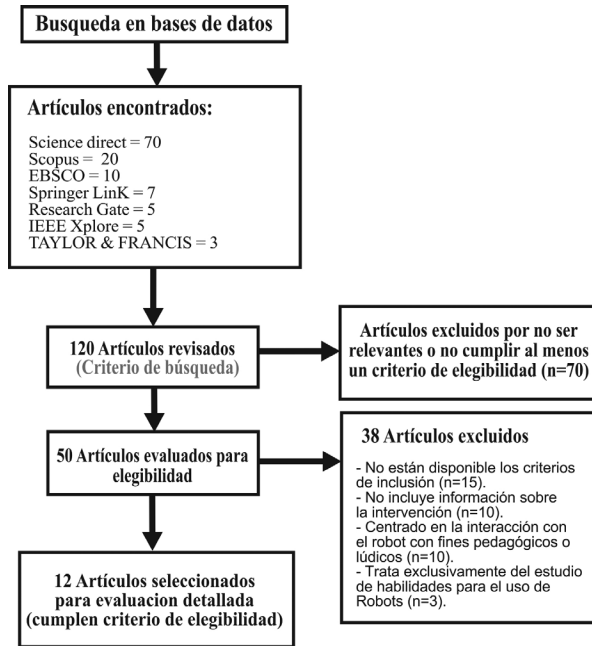 Busqueda en bases de datos
Artículos encontrados:
Science direct = 70
Scopus = 20
EBSCO = 10
Springer LinK = 7
Research Gate = 5
IEEE Xplore = 5
TAYLOR & FRANCIS = 3
120 Artículos revisados
(Criterio de búsqueda)
Artículos excluidos por no ser
relevantes o no cumplir al menos
un criterio de elegibilidad (n=70)
50 Artículos evaluados para
elegibilidad
38 Artículos excluidos
- No están disponible los criterios
de inclusión (n=15).
- No incluye información sobre
la intervención (n=10).
- Centrado en la interacción con
el robot con fines pedagógicos o
lúdicos (n=10).
- Trata exclusivamente del estudio
de habilidades para el uso de
Robots (n=3).
12 Artículos seleccionados
para evaluacion detallada
(cumplen criterio de elegibilidad)